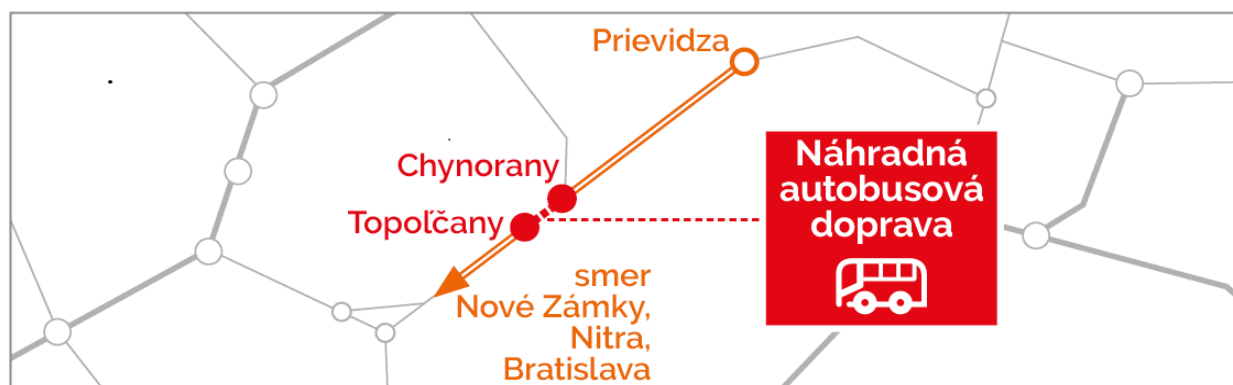 Prievidza
Chynorany
Topoľčany
Náhradná
autobusová
doprava
smer
Nové Zámky,
Nitra,
Bratislava